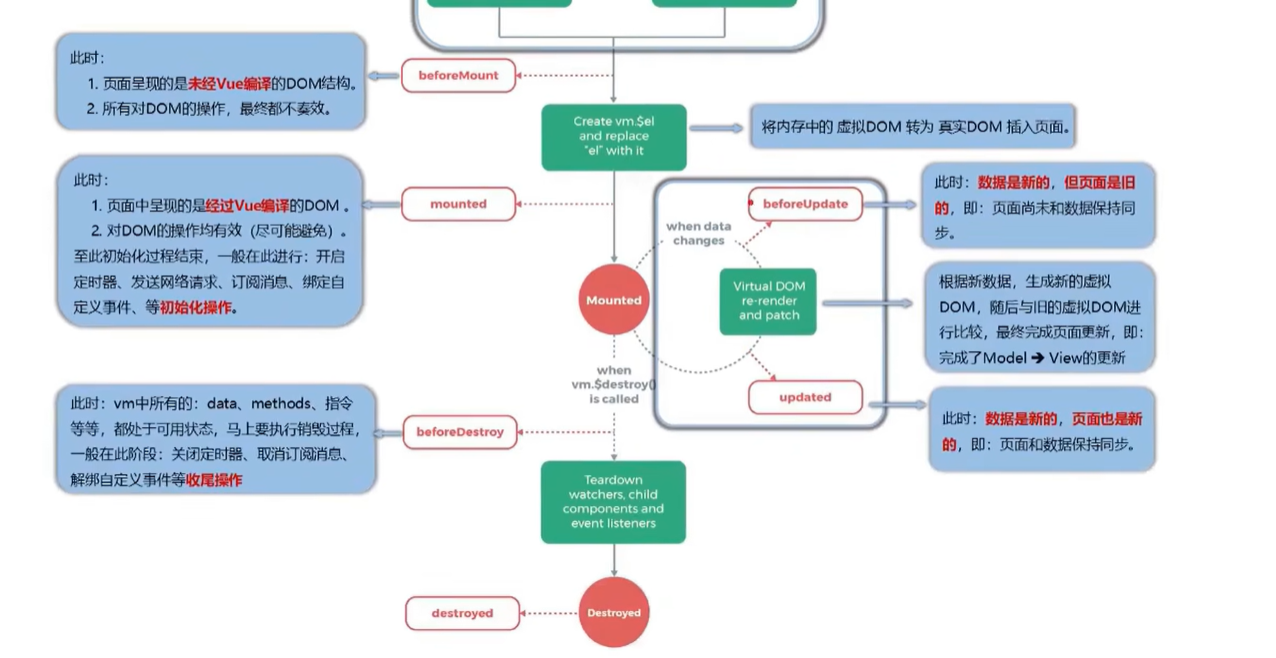 此时：
1. 页面呈现的是未经Vue编译的DOM结构。
2. 所有对DOM的操作，最终都不奏效。
beforeMount
Create vm.$el
and replace
"el" with it
将内存中的 虚拟DOM 转为 真实DOM 插入页面。
此时：
1. 页面中呈现的是经过Vue编译的DOM 。
2. 对DOM的操作均有效（尽可能避免）。
至此初始化过程结束，一般在此进行：开启
定时器、发送网络请求、订阅消息、绑定自
定义事件、等初始化操作。
mounted
Mounted
when data
changes
beforeUpdate
此时：数据是新的，但页面是旧
的，即：页面尚未和数据保持同
步。
Virtual DOM
re-render
and patch
根据新数据，生成新的虚拟
DOM，随后与旧的虚拟DOM进
行比较，最终完成页面更新，即：
完成了Model ➔ View的更新
updated
此时：数据是新的，页面也是新
的，即：页面和数据保持同步。
when
vm.$destroy()
is called
此时：vm中所有的：data、methods、指令
等等，都处于可用状态，马上要执行销毁过程，
一般在此阶段：关闭定时器、取消订阅消息、
解绑自定义事件等收尾操作
beforeDestroy
Teardown
watchers, child
components and
event listeners
destroyed
Destroyed